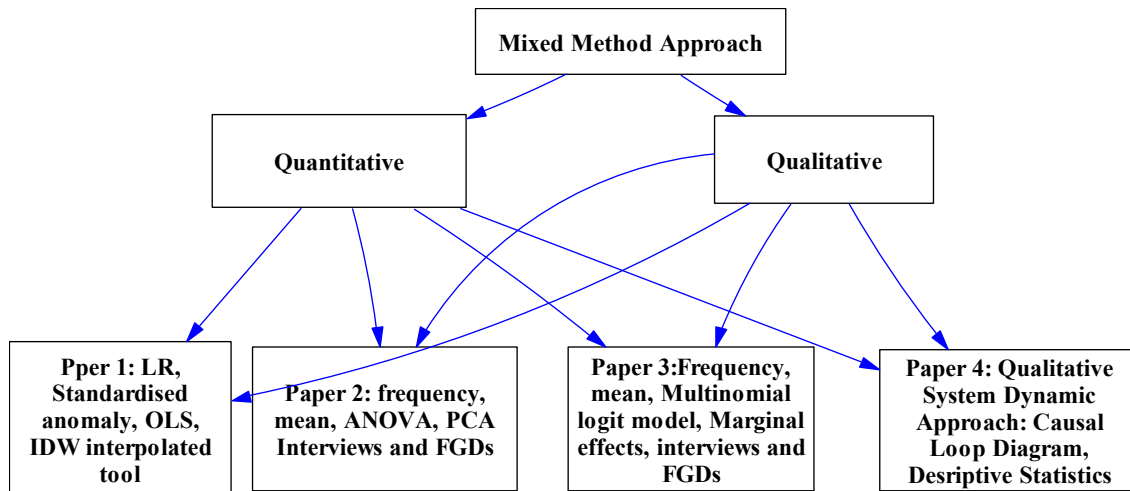 Mixed Method Approach
Quantitative
Qualitative
Pper 1: LR,
Standardised
anomaly, OLS,
IDW interpolated
tool
Paper 2: frequency,
mean, ANOVA, PCA
Interviews and FGDs
Paper 3:Frequency,
mean, Multinomial
logit model, Marginal
effects, interviews and
FGDs
Paper 4: Qualitative
System Dynamic
Approach: Causal
Loop Diagram,
Desriptive Statistics